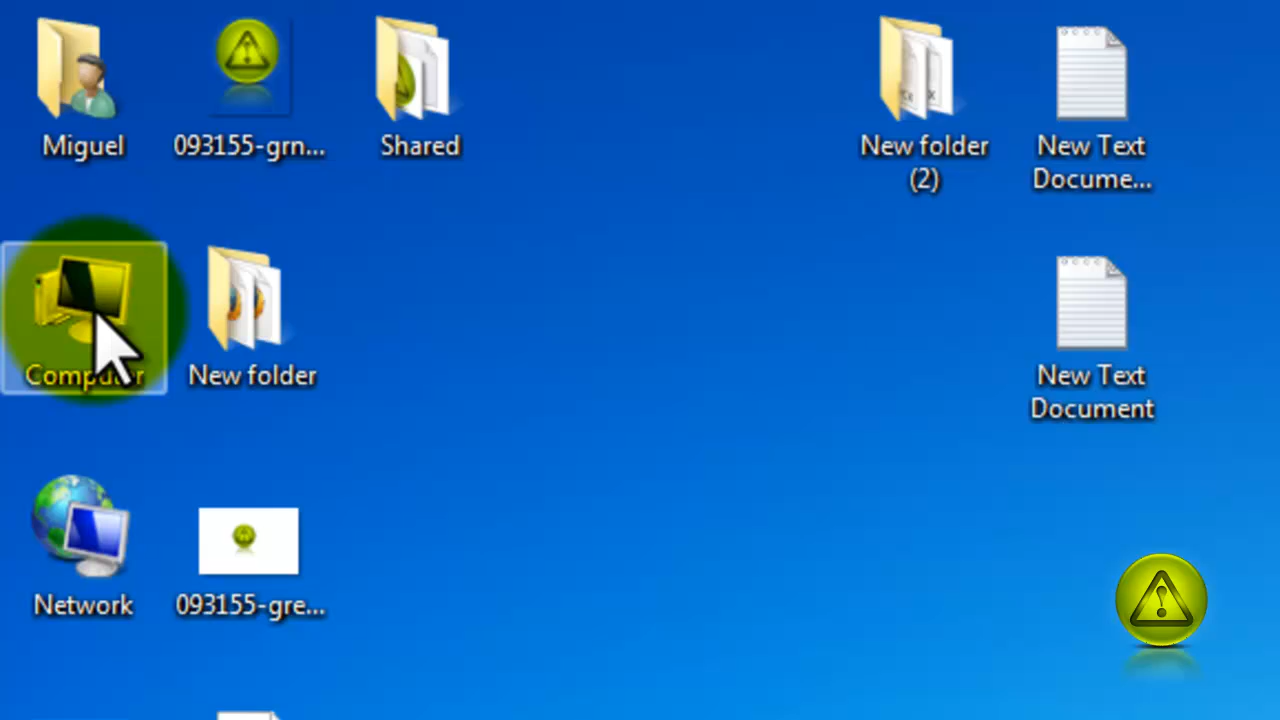 Miguel
093155-grn...
Shared
New folder
(2)
New Text
Docume...
Computer
New folder
New Text
Document
Network
093155-gre...